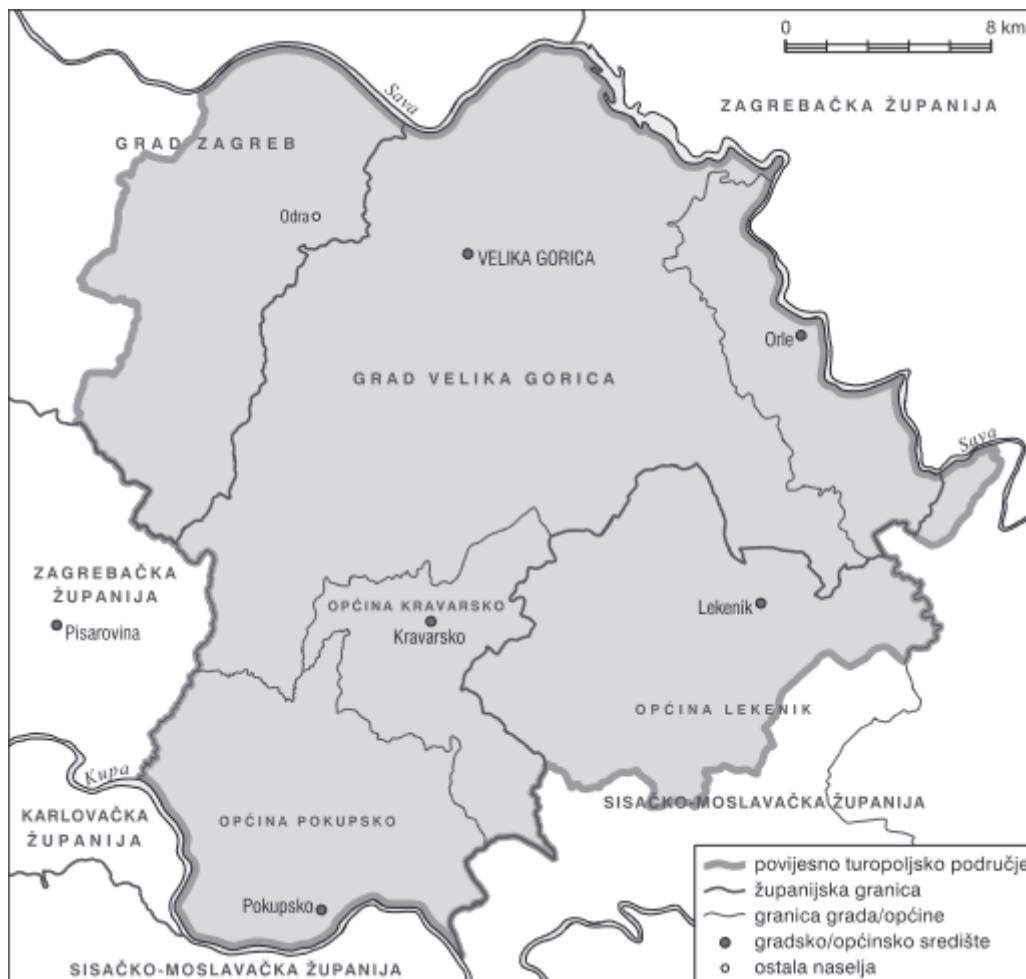 0 8 km
Sava
ZAGREBAČKA ŽUPANIJA
GRAD ZAGREB
Odra
VELIKA GORICA
Orle
GRAD VELIKA GORICA
Sava
ZAGREBAČKA
ŽUPANIJA
Pisarovina
OPĆINA KRAVARSKO
Kravarsko
Lekenik
OPĆINA LEKENIK
Kupa
SISAČKO-MOSLAVAČKA ŽUPANIJA
KARLOVAČKA
ŽUPANIJA
OPĆINA POKUPSKO
Pokupsko
SISAČKO-MOSLAVAČKA ŽUPANIJA
povijesno turopoljsko područje
županijska granica
granica grada/općine
gradsko/općinsko središte
ostala naselja